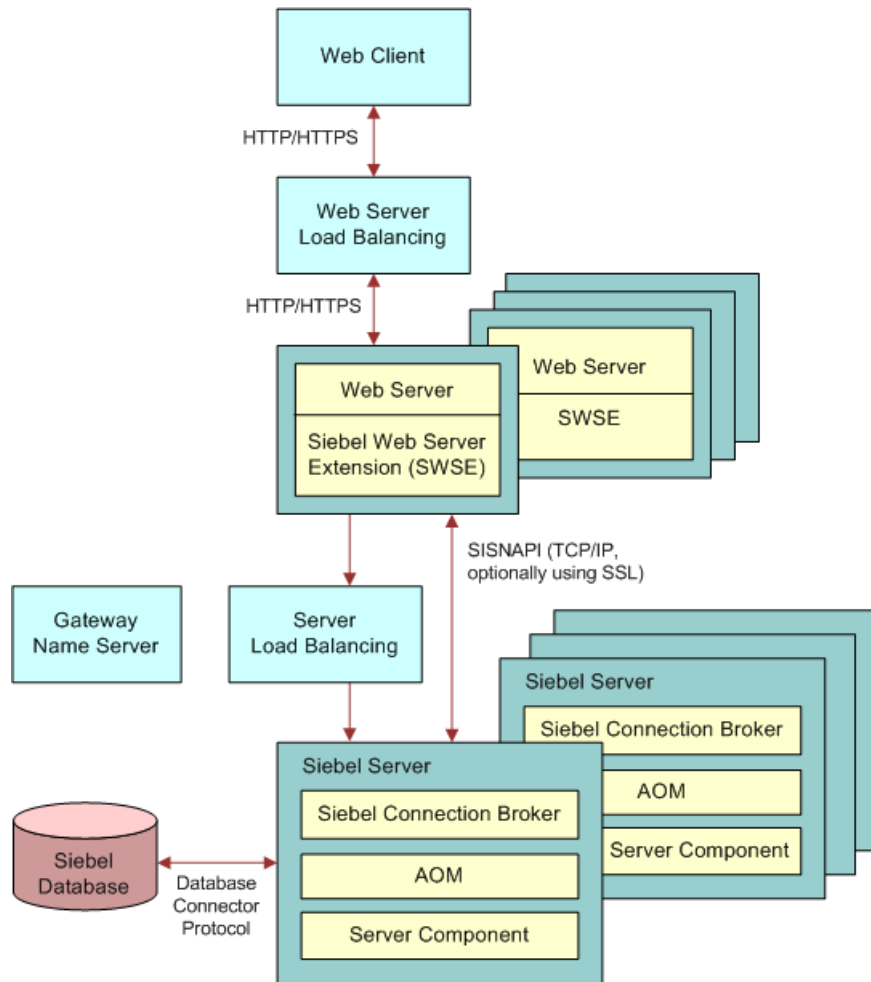 Web Client
HTTP/HTTPS
Web Server
Load Balancing
HTTP/HTTPS
Web Server
SWSE
Web Server
Siebel Web Server
Extension (SWSE)
SISNAPI (TCP/IP,
optionally using SSL)
Gateway
Name Server
Server
Load Balancing
Siebel Server
Siebel Connection Broker
AOM
Server Component
Siebel Server
Siebel Connection Broker
AOM
Server Component
Siebel
Database
Database
Connector
Protocol